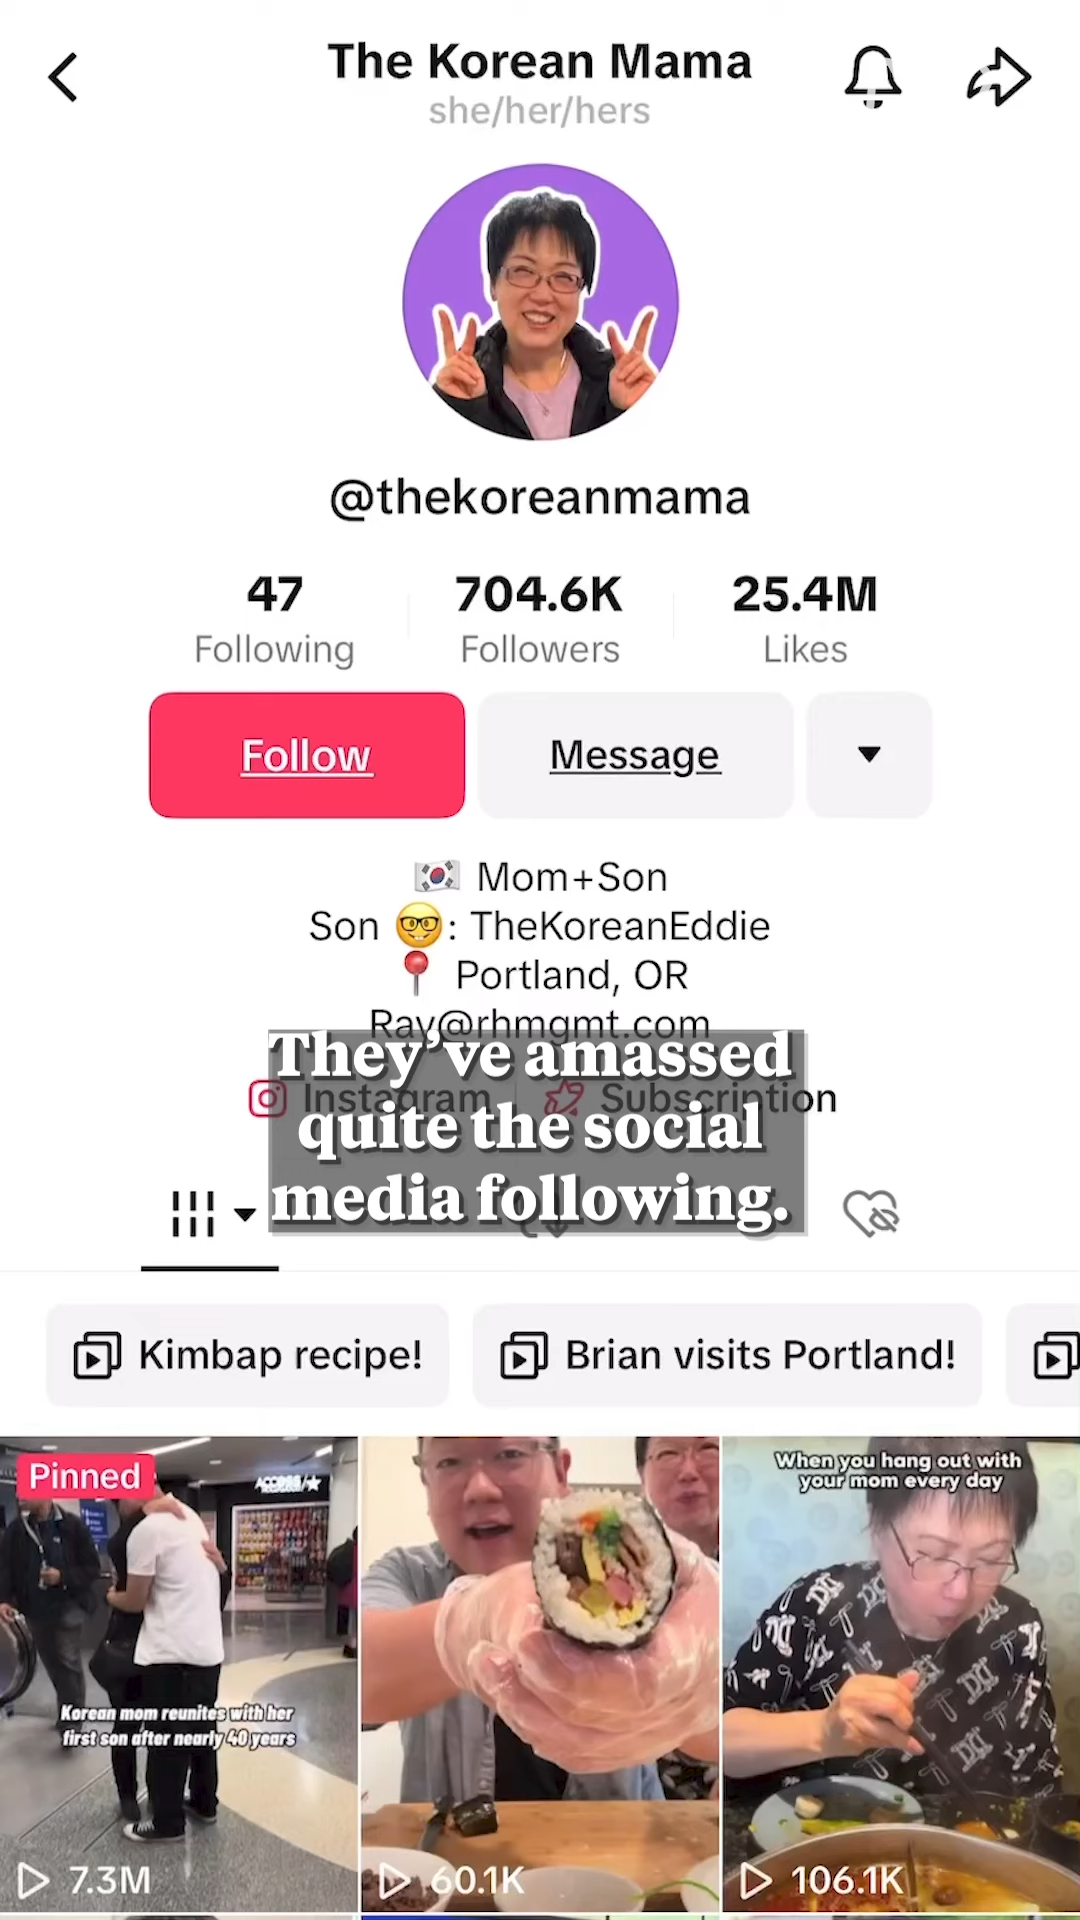 The Korean Mama
she/her/hers
@thekoreanmama
47
Following
704.6K
Followers
25.4M
Likes
Follow
Message
Mom+Son
Son : TheKoreanEddie
Portland, OR
Ray@rhmgmt.com
Instagram
Subscription
They’ve amassed
quite the social
media following.
Kimbap recipe!
Brian visits Portland!
Pinned
Korean mom reunites with her
first son after nearly 40 years
7.3M
60.1K
When you hang out with
your mom every day
106.1K